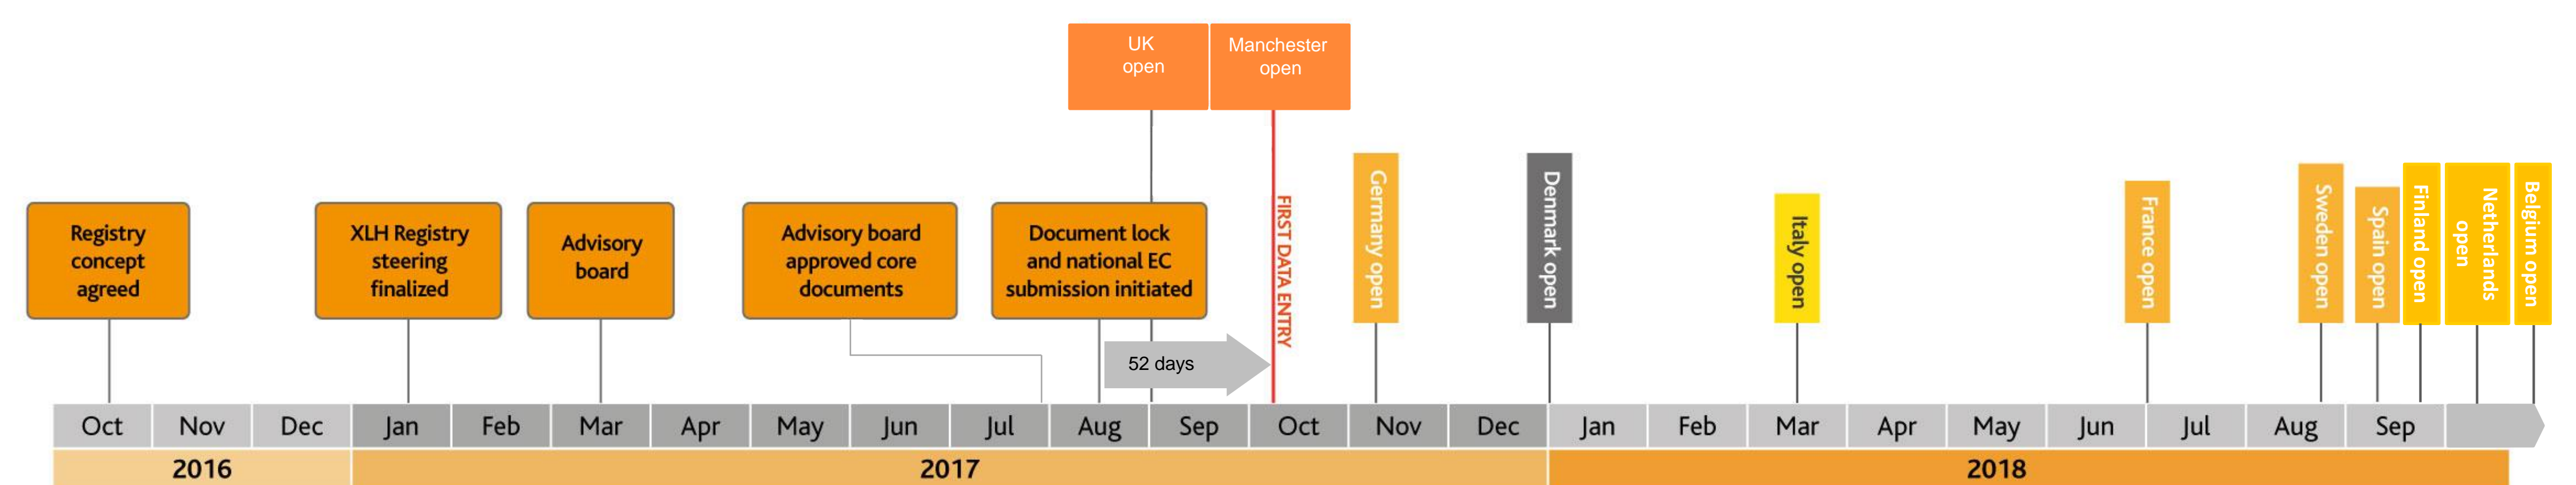 UK
open
Manchester
open
Registry
concept
agreed
XLH Registry
steering
finalized
Advisory
board
Advisory board
approved core
documents
Document lock
and national EC
submission initiated
52 days
FIRST DATA ENTRY
Germany open
Denmark open
Italy open
France open
Sweden open
Spain open
Finland open
Netherlands
open
Belgium open
Oct Nov Dec Jan Feb Mar Apr May Jun Jul Aug Sep Oct Nov Dec Jan Feb Mar Apr May Jun Jul Aug Sep
2016 2017 2018